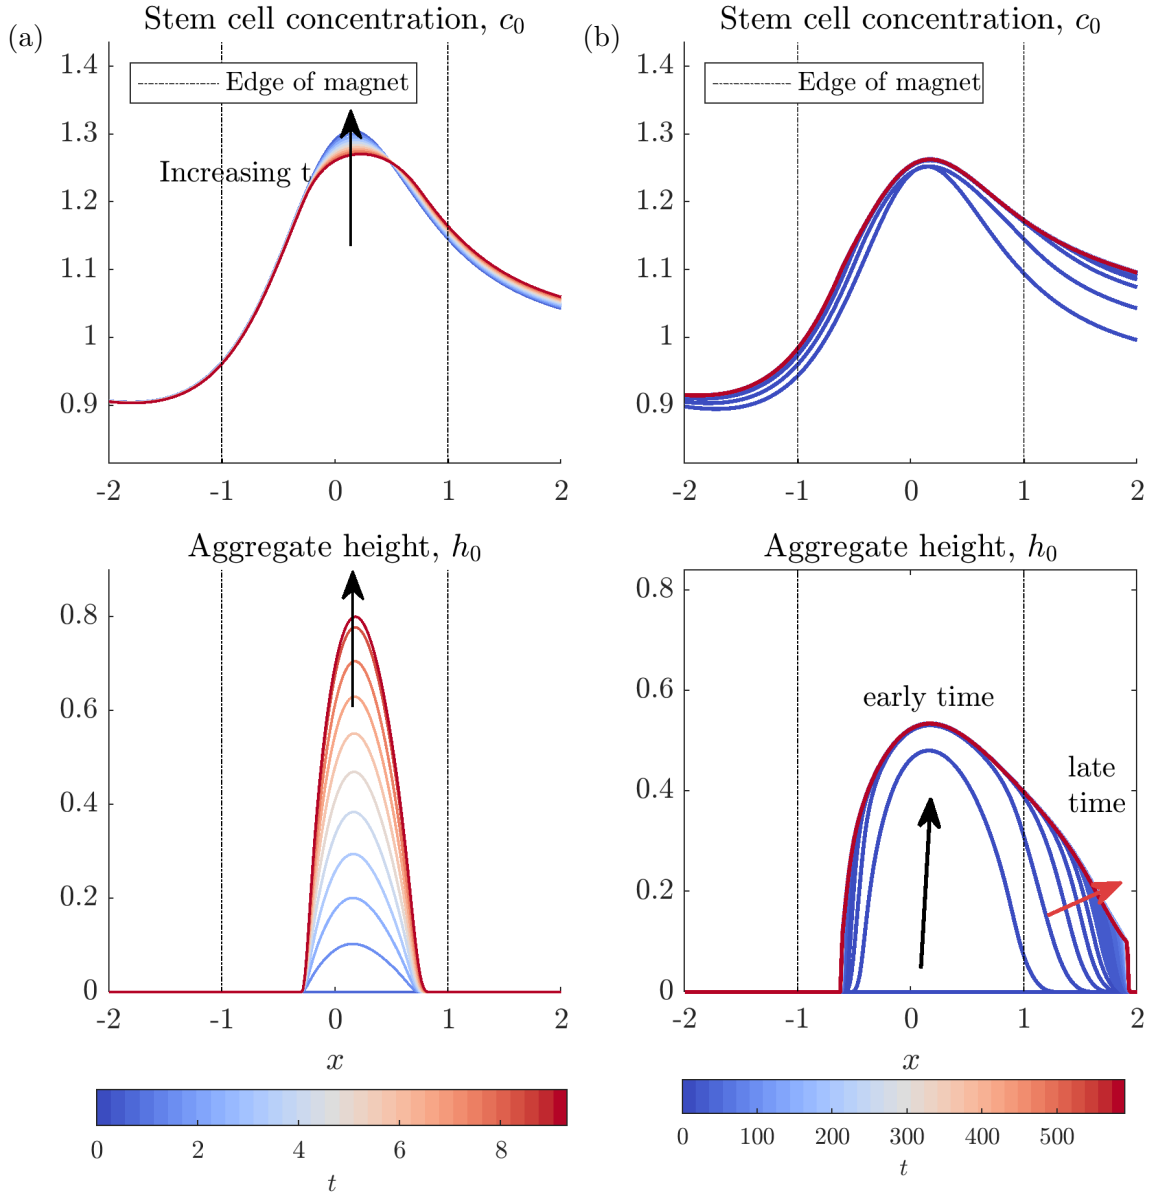 (a)
Stem cell concentration, c₀
1.4
1.3
1.2
1.1
1
0.9
Edge of magnet
Increasing t
-2 -1 0 1 2
(b)
Stem cell concentration, c₀
1.4
1.3
1.2
1.1
1
0.9
Edge of magnet
-2 -1 0 1 2
Aggregate height, h₀
0.8
0.6
0.4
0.2
0
-2 -1 0 1 2
x
0 2 4 6 8
t
Aggregate height, h₀
0.8
0.6
0.4
0.2
0
early time
late
time
-2 -1 0 1 2
x
0 100 200 300 400 500
t